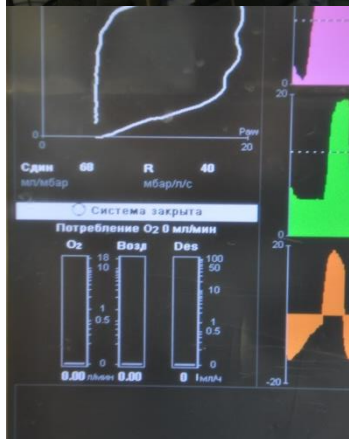 0
20
0
Paw
0
20
Сдин 60 R 40
мл/мбар мбар/л/с
Система закрыта
Потребление O2 0 мл/мин
O2 Возд Des
18 100
10 50
10
1
0.5 1
0.5
0 0
0.00 л/мин 0.00 0 мл/ч
0
20
-20